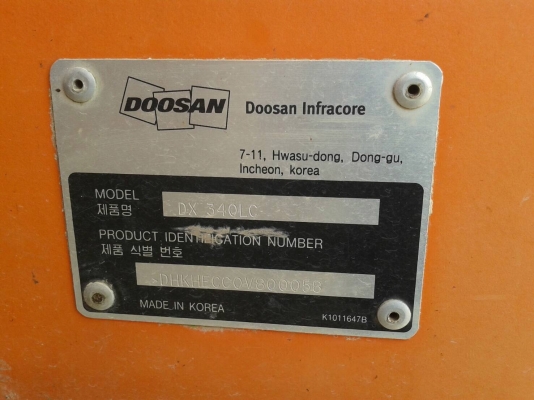 DOOSAN Doosan Infracore
7-11, Hwasu-dong, Dong-gu,
Incheon, korea
MODEL
제품명
DX 340LC
PRODUCT IDENTIFICATION NUMBER
제품 식별 번호
MADE IN KOREA
K1011647B